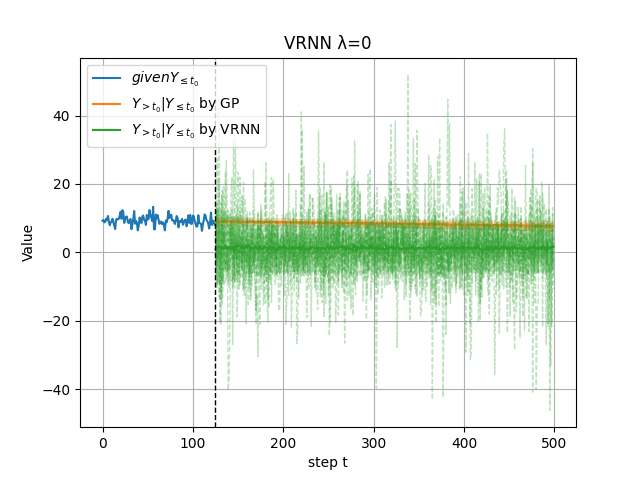 VRNN λ=0
givenY≤t₀
Y>t₀|Y≤t₀ by GP
Y>t₀|Y≤t₀ by VRNN
Value
40
20
0
−20
−40
0 100 200 300 400 500
step t